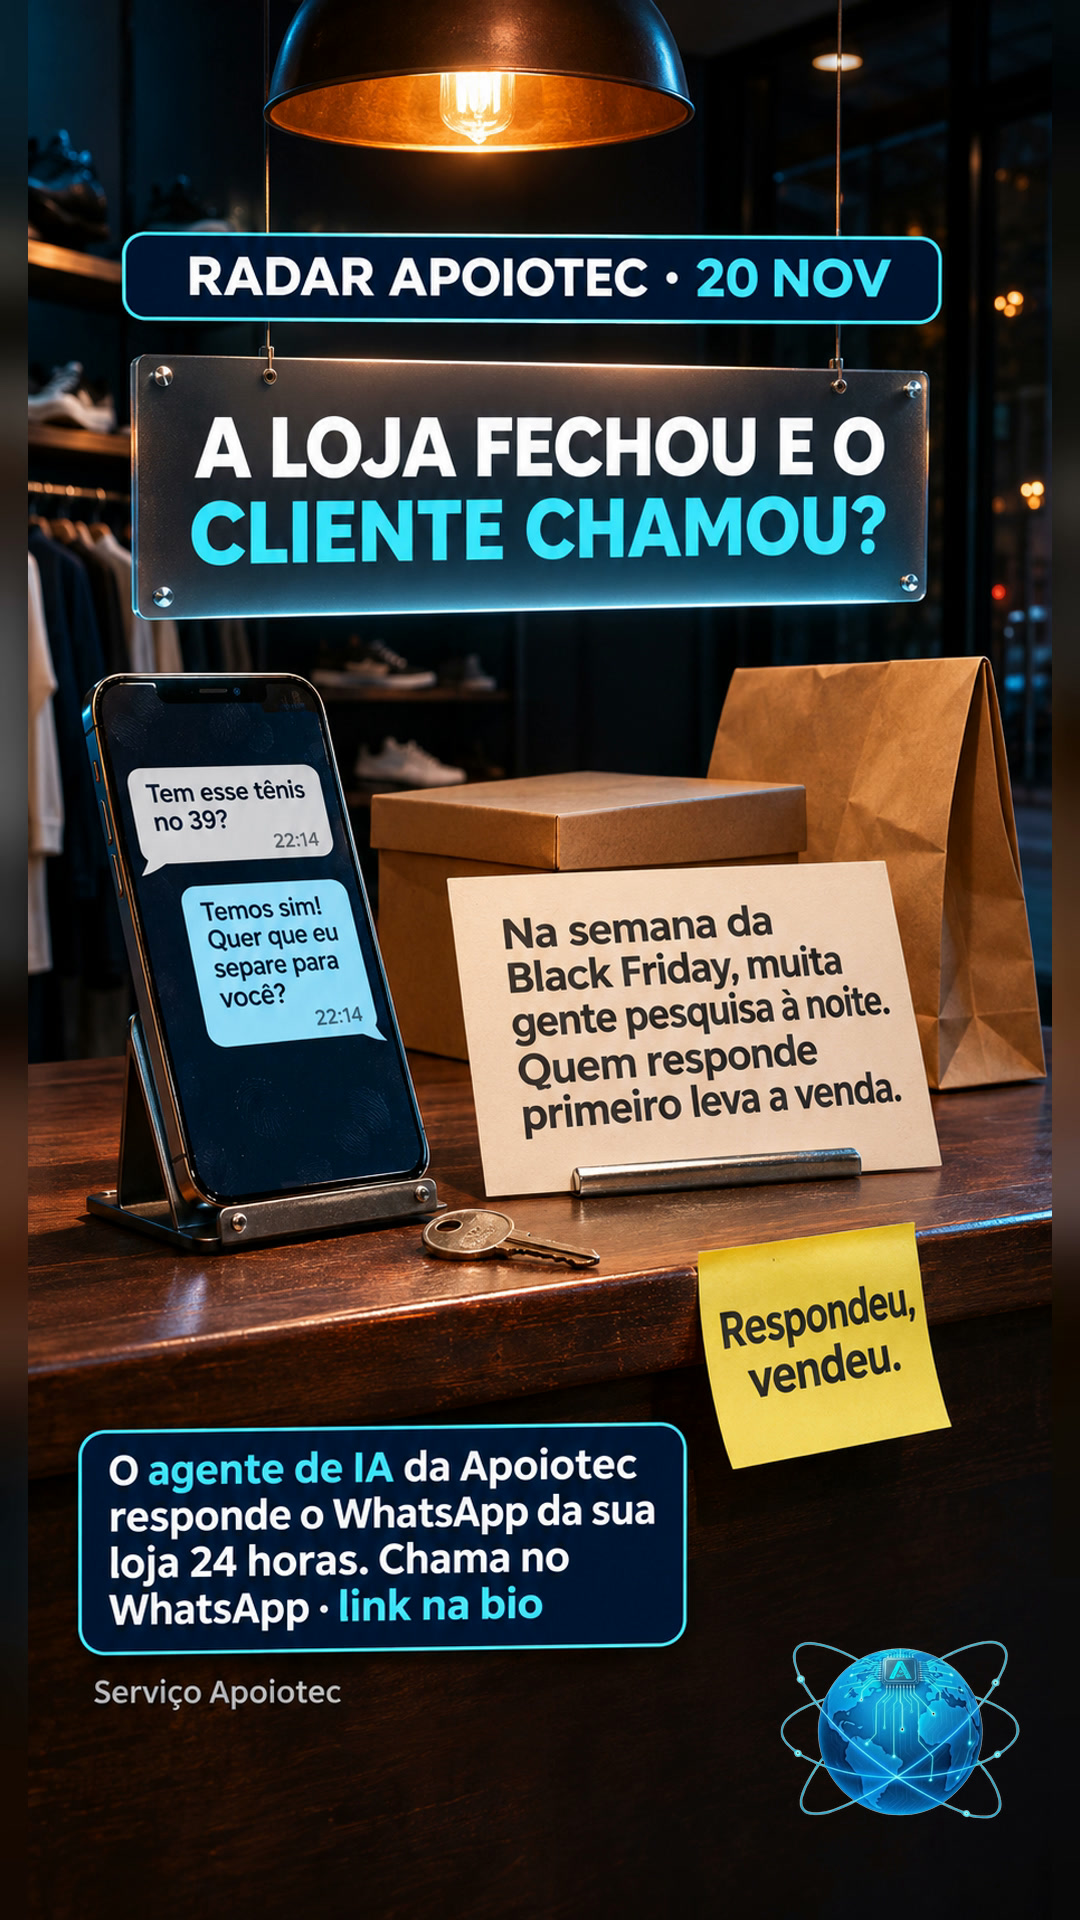 RADAR APOIOTEC · 20 NOV
A LOJA FECHOU E O
CLIENTE CHAMOU?
Tem esse tênis
no 39?
22:14
Temos sim!
Quer que eu
separe para
você?
22:14
Na semana da
Black Friday, muita
gente pesquisa à noite.
Quem responde
primeiro leva a venda.
Respondeu,
vendeu.
O agente de IA da Apoiotec
responde o WhatsApp da sua
loja 24 horas. Chama no
WhatsApp · link na bio
Serviço Apoiotec
A